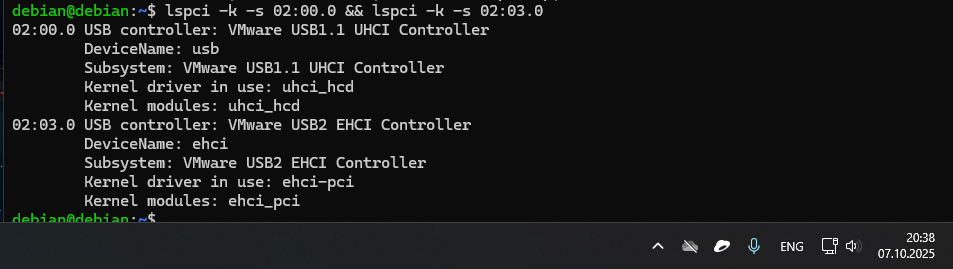 debian@debian:~$ lspci -k -s 02:00.0 && lspci -k -s 02:03.0
02:00.0 USB controller: VMware USB1.1 UHCI Controller
DeviceName: usb
Subsystem: VMware USB1.1 UHCI Controller
Kernel driver in use: uhci_hcd
Kernel modules: uhci_hcd
02:03.0 USB controller: VMware USB2 EHCI Controller
DeviceName: ehci
Subsystem: VMware USB2 EHCI Controller
Kernel driver in use: ehci-pci
Kernel modules: ehci_pci
debian@debian:~$
ENG
20:38
07.10.2025